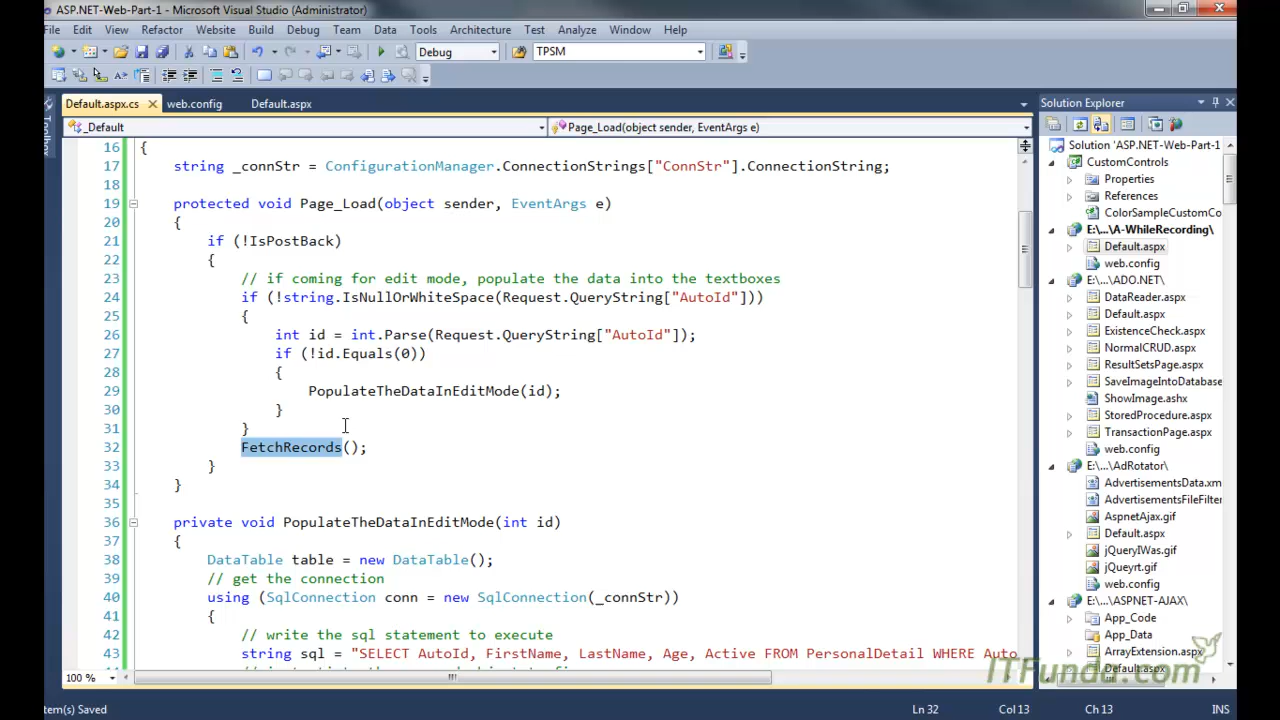 ASP.NET-Web-Part-1 - Microsoft Visual Studio (Administrator)
File Edit View Refactor Website Build Debug Team Data Tools Architecture Test Analyze Window Help
Debug TPSM
Default.aspx.cs web.config Default.aspx
Toolbox
_Default Page_Load(object sender, EventArgs e)
16 {
17 string _connStr = ConfigurationManager.ConnectionStrings["ConnStr"].ConnectionString;
18
19 protected void Page_Load(object sender, EventArgs e)
20 {
21 if (!IsPostBack)
22 {
23 // if coming for edit mode, populate the data into the textboxes
24 if (!string.IsNullOrWhiteSpace(Request.QueryString["AutoId"]))
25 {
26 int id = int.Parse(Request.QueryString["AutoId"]);
27 if (!id.Equals(0))
28 {
29 PopulateTheDataInEditMode(id);
30 }
31 }
32 FetchRecords();
33 }
34 }
35
36 private void PopulateTheDataInEditMode(int id)
37 {
38 DataTable table = new DataTable();
39 // get the connection
40 using (SqlConnection conn = new SqlConnection(_connStr))
41 {
42 // write the sql statement to execute
43 string sql = "SELECT AutoId, FirstName, LastName, Age, Active FROM PersonalDetail WHERE Auto
100 %
Solution Explorer
Solution 'ASP.NET-Web-Part-1
CustomControls
Properties
References
ColorSampleCustomCo
E:\...\A-WhileRecording\
Default.aspx
web.config
E:\...\ADO.NET\
DataReader.aspx
Default.aspx
ExistenceCheck.aspx
NormalCRUD.aspx
ResultSetsPage.aspx
SaveImageIntoDatabase
ShowImage.ashx
StoredProcedure.aspx
TransactionPage.aspx
web.config
E:\...\AdRotator\
AdvertisementsData.xm
AdvertisementsFileFilter
AspnetAjax.gif
Default.aspx
jQueryIWas.gif
jQueyrt.gif
web.config
E:\...\ASPNET-AJAX\
App_Code
App_Data
ArrayExtension.aspx
Default.aspx
ITFunda.com
tem(s) Saved Ln 32 Col 13 Ch 13 INS